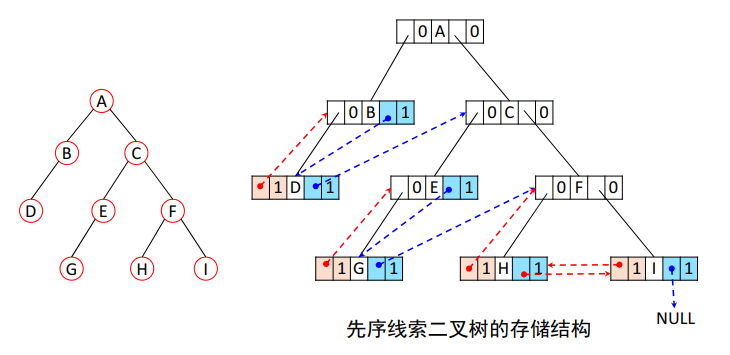 0 A 0
A
0 B 1
0 C 0
B
C
1 D 1
0 E 1
0 F 0
D
E
F
G
H
I
1 G 1
1 H 1
1 I 1
NULL
先序线索二叉树的存储结构